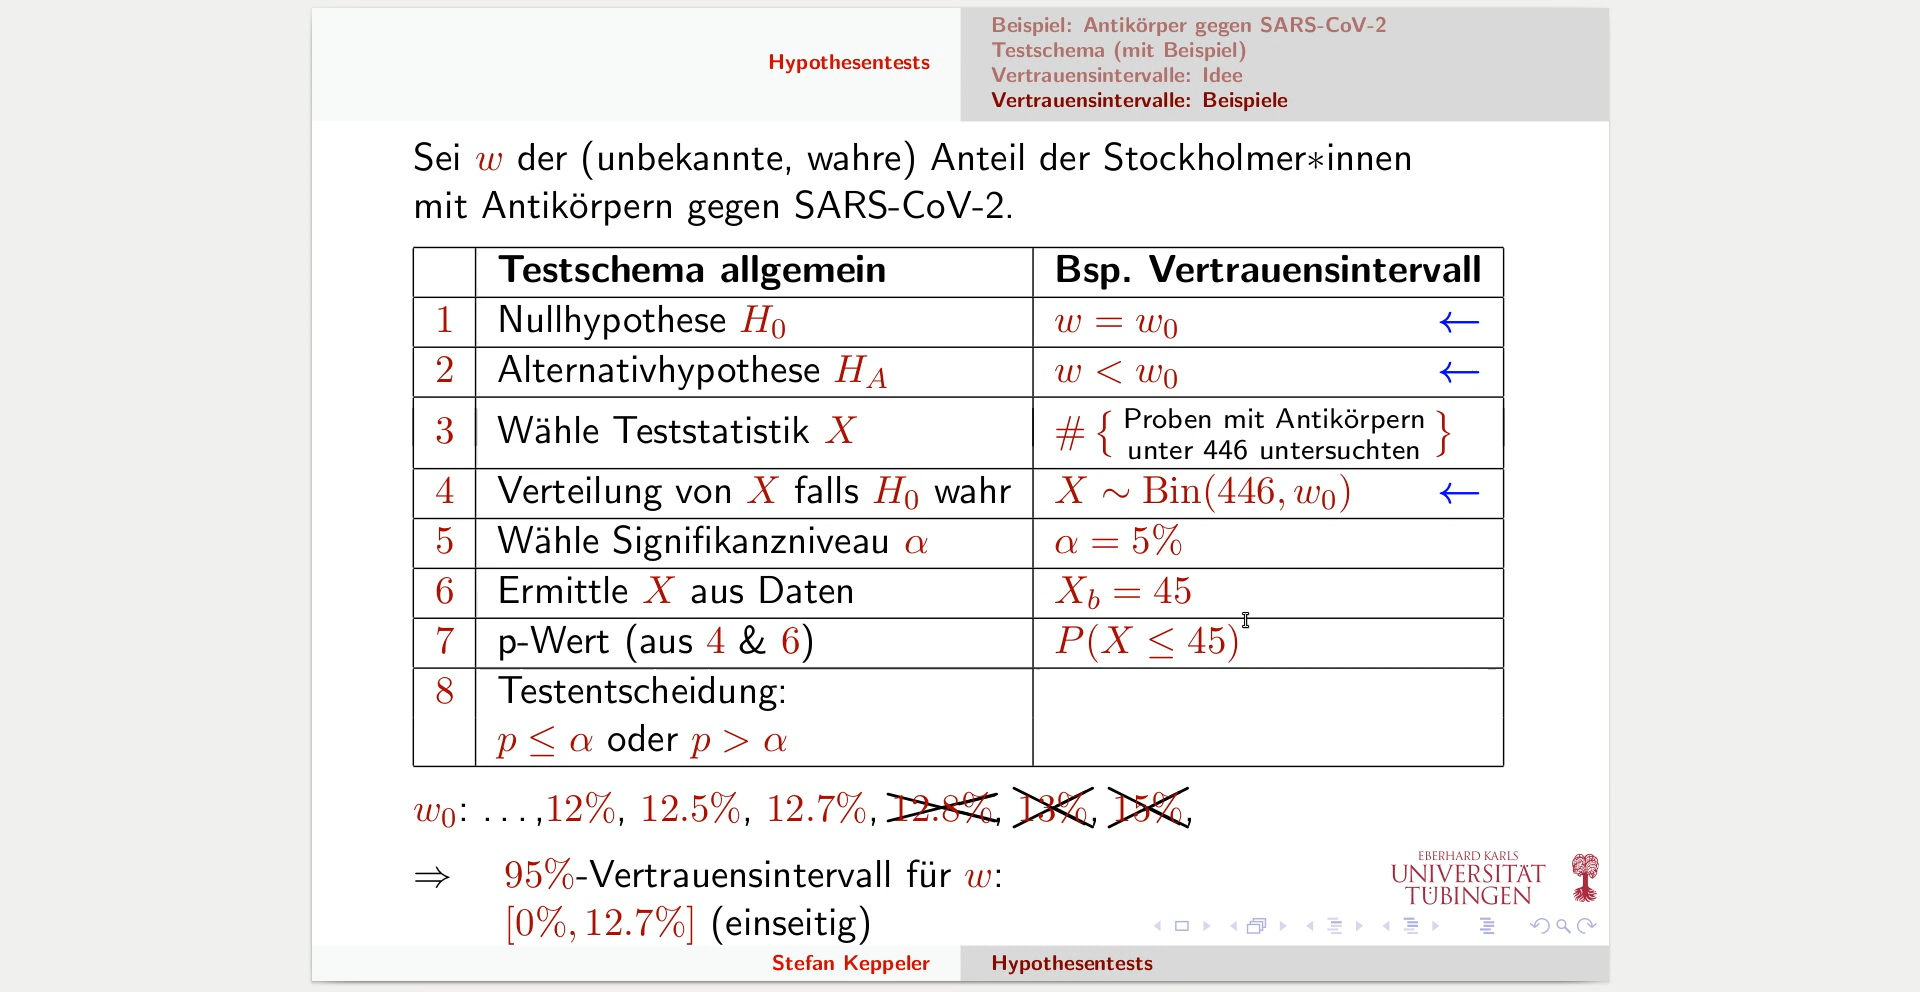 Hypothesentests
Beispiel: Antikörper gegen SARS-CoV-2
Testschema (mit Beispiel)
Vertrauensintervalle: Idee
Vertrauensintervalle: Beispiele
Sei w der (unbekannte, wahre) Anteil der Stockholmer*innen
mit Antikörpern gegen SARS-CoV-2.
Testschema allgemein Bsp. Vertrauensintervall
1 Nullhypothese H₀ w = w₀ ←
2 Alternativhypothese H_A w < w₀ ←
3 Wähle Teststatistik X # { Proben mit Antikörpern
unter 446 untersuchten }
4 Verteilung von X falls H₀ wahr X ∼ Bin(446, w₀) ←
5 Wähle Signifikanzniveau α α = 5%
6 Ermittle X aus Daten X_b = 45
7 p-Wert (aus 4 & 6) P(X ≤ 45)
8 Testentscheidung:
p ≤ α oder p > α
w₀: ...,12%, 12.5%, 12.7%, 12.8%, 13%, 15%,
⇒ 95%-Vertrauensintervall für w:
[0%, 12.7%] (einseitig)
EBERHARD KARLS
UNIVERSITÄT
TÜBINGEN
Stefan Keppeler
Hypothesentests